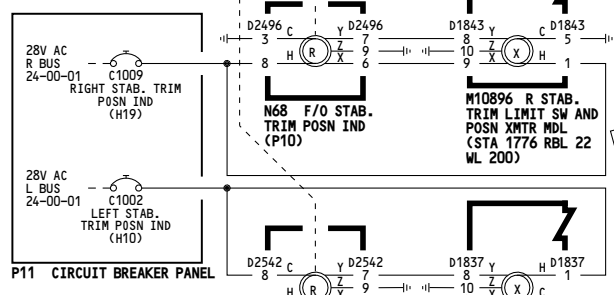 D2496 D2496 D1843 D1843
3 C Y 7 8 Y C 5
R Z 9 10 Z X
8 H X 6 9 X H 1
28V AC
R BUS
24-00-01
C1009
RIGHT STAB. TRIM
POSN IND
(H19)
N68 F/O STAB.
TRIM POSN IND
(P10)
M10896 R STAB.
TRIM LIMIT SW AND
POSN XMTR MDL
(STA 1776 RBL 22
WL 200)
28V AC
L BUS
24-00-01
C1002
LEFT STAB.
TRIM POSN IND
(H10)
P11 CIRCUIT BREAKER PANEL
D2542 D2542 D1837 D1837
8 C Y 7 8 Y H 1
H R Z 9 10 Z X C